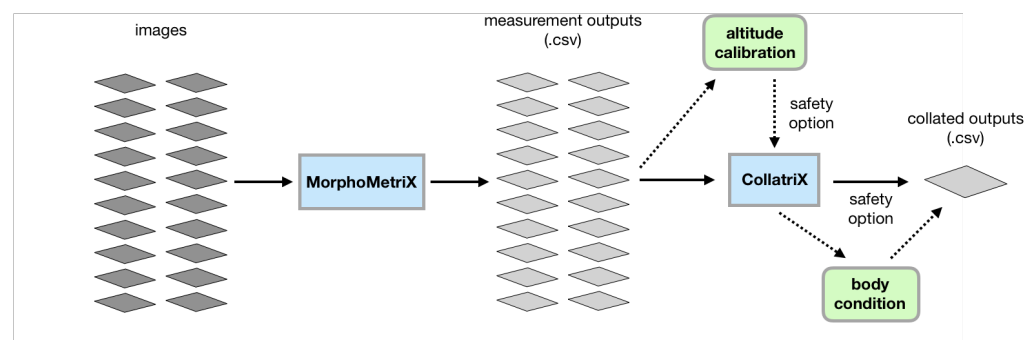 images
measurement outputs
(.csv)
altitude
calibration
safety
option
collated outputs
(.csv)
MorphoMetriX
CollatriX
safety
option
body
condition